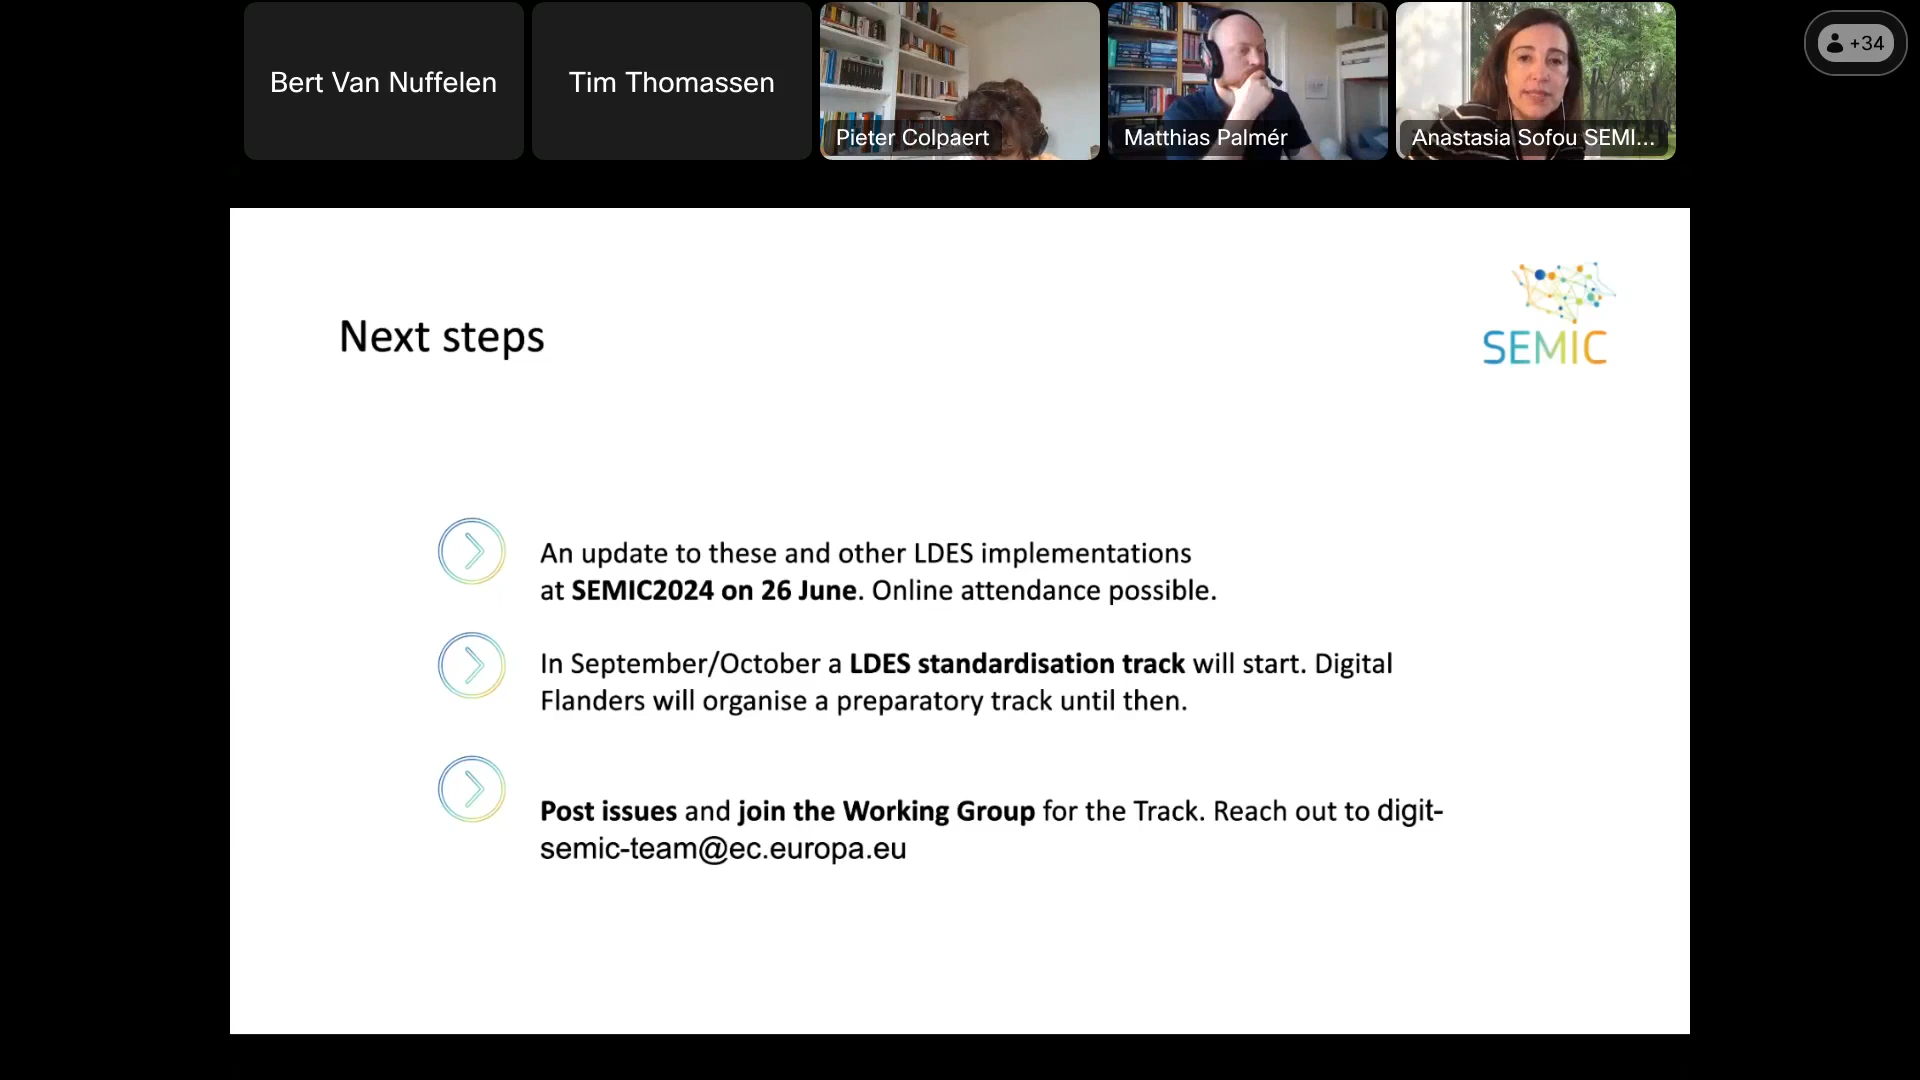 Bert Van Nuffelen
Tim Thomassen
Pieter Colpaert
Matthias Palmér
Anastasia Sofou SEMI...
+34
SEMIC
Next steps
An update to these and other LDES implementations
at SEMIC2024 on 26 June. Online attendance possible.
In September/October a LDES standardisation track will start. Digital
Flanders will organise a preparatory track until then.
Post issues and join the Working Group for the Track. Reach out to digit-
semic-team@ec.europa.eu